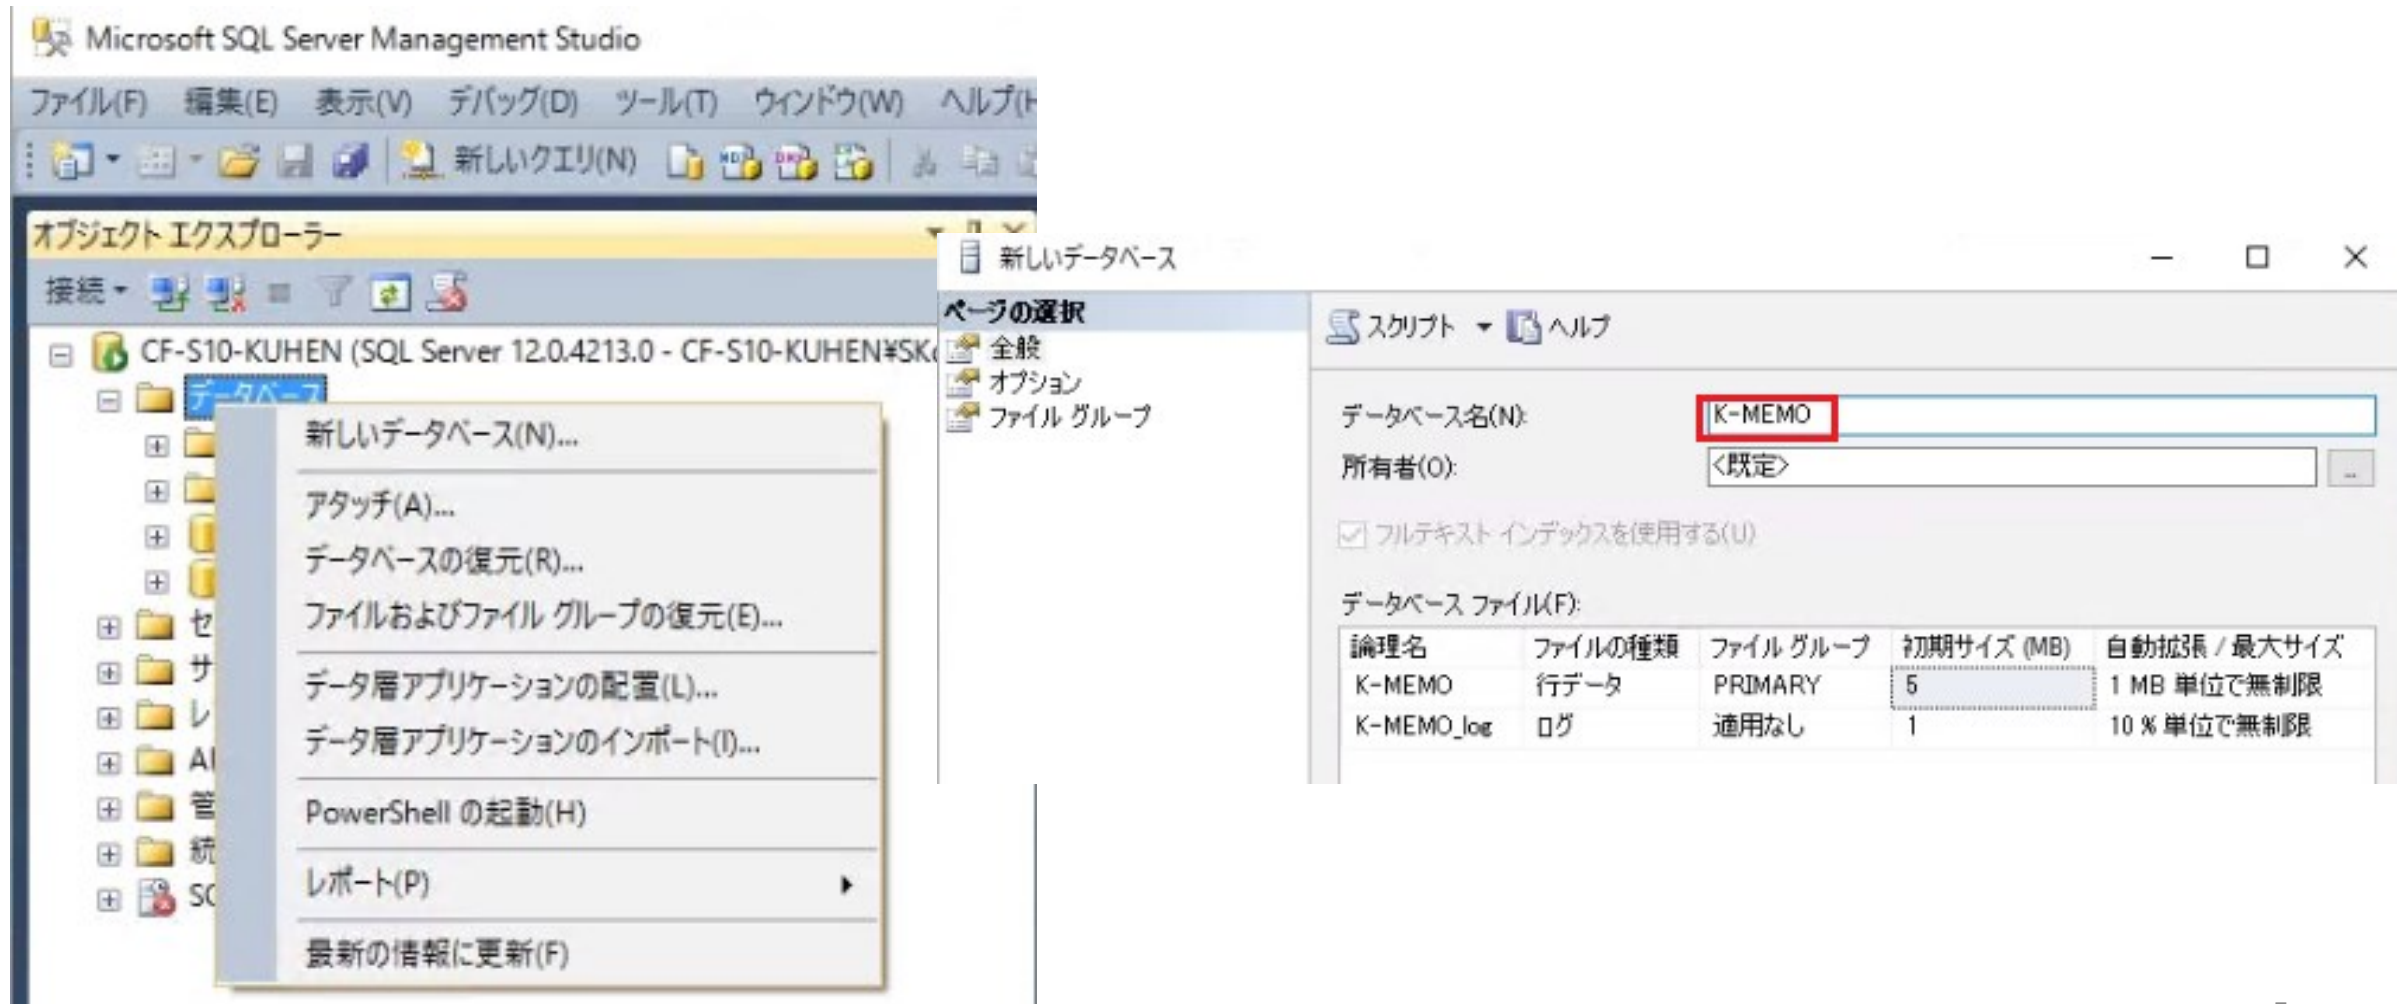 Microsoft SQL Server Management Studio
ファイル(F) 編集(E) 表示(V) デバッグ(D) ツール(T) ウィンドウ(W) ヘルプ(H
新しいクエリ(N)
オブジェクト エクスプローラー
接続
CF-S10-KUHEN (SQL Server 12.0.4213.0 - CF-S10-KUHEN¥SK
データベース
新しいデータベース(N)...
アタッチ(A)...
データベースの復元(R)...
ファイルおよびファイル グループの復元(E)...
データ層アプリケーションの配置(L)...
データ層アプリケーションのインポート(I)...
PowerShell の起動(H)
レポート(P)
最新の情報に更新(F)
セ
サ
レ
管
統
新しいデータベース
ページの選択
全般
オプション
ファイル グループ
スクリプト ヘルプ
データベース名(N): K-MEMO
所有者(O): <既定> ...
フルテキスト インデックスを使用する(U)
データベース ファイル(F):
論理名 ファイルの種類 ファイル グループ 初期サイズ (MB) 自動拡張 / 最大サイズ
K-MEMO 行データ PRIMARY 5 1 MB 単位で無制限
K-MEMO_log ログ 適用なし 1 10 % 単位で無制限